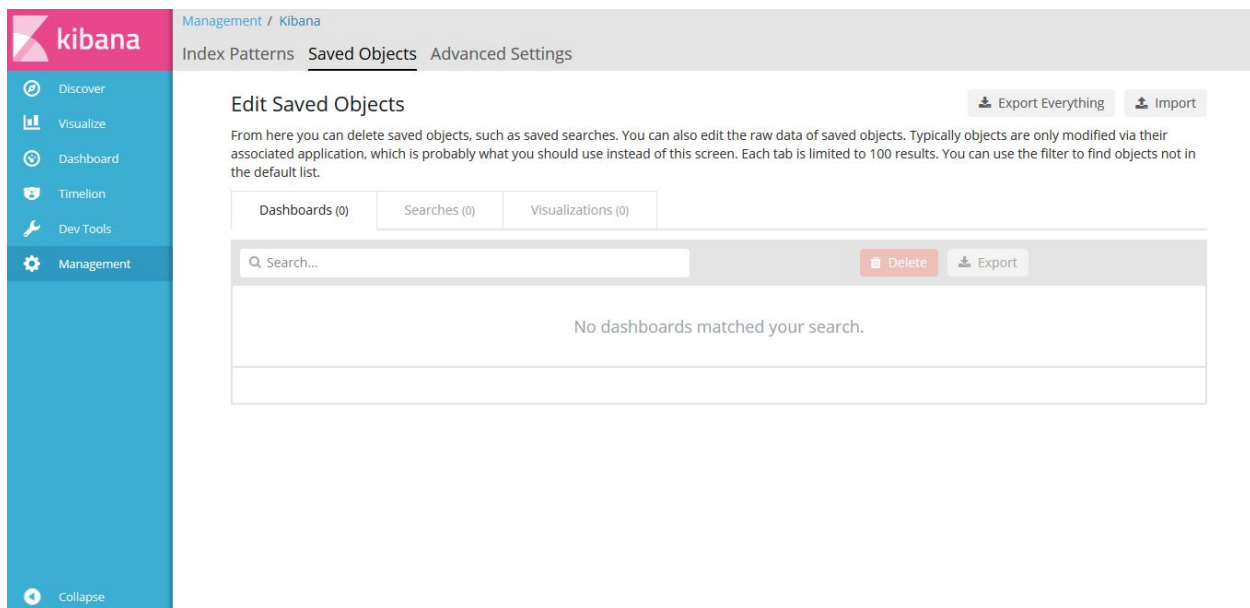 kibana
Discover
Visualize
Dashboard
Timelion
Dev Tools
Management
Collapse
Management / Kibana
Index Patterns Saved Objects Advanced Settings
Edit Saved Objects
Export Everything
Import
From here you can delete saved objects, such as saved searches. You can also edit the raw data of saved objects. Typically objects are only modified via their
associated application, which is probably what you should use instead of this screen. Each tab is limited to 100 results. You can use the filter to find objects not in
the default list.
Dashboards (0) Searches (0) Visualizations (0)
Search...
Delete
Export
No dashboards matched your search.